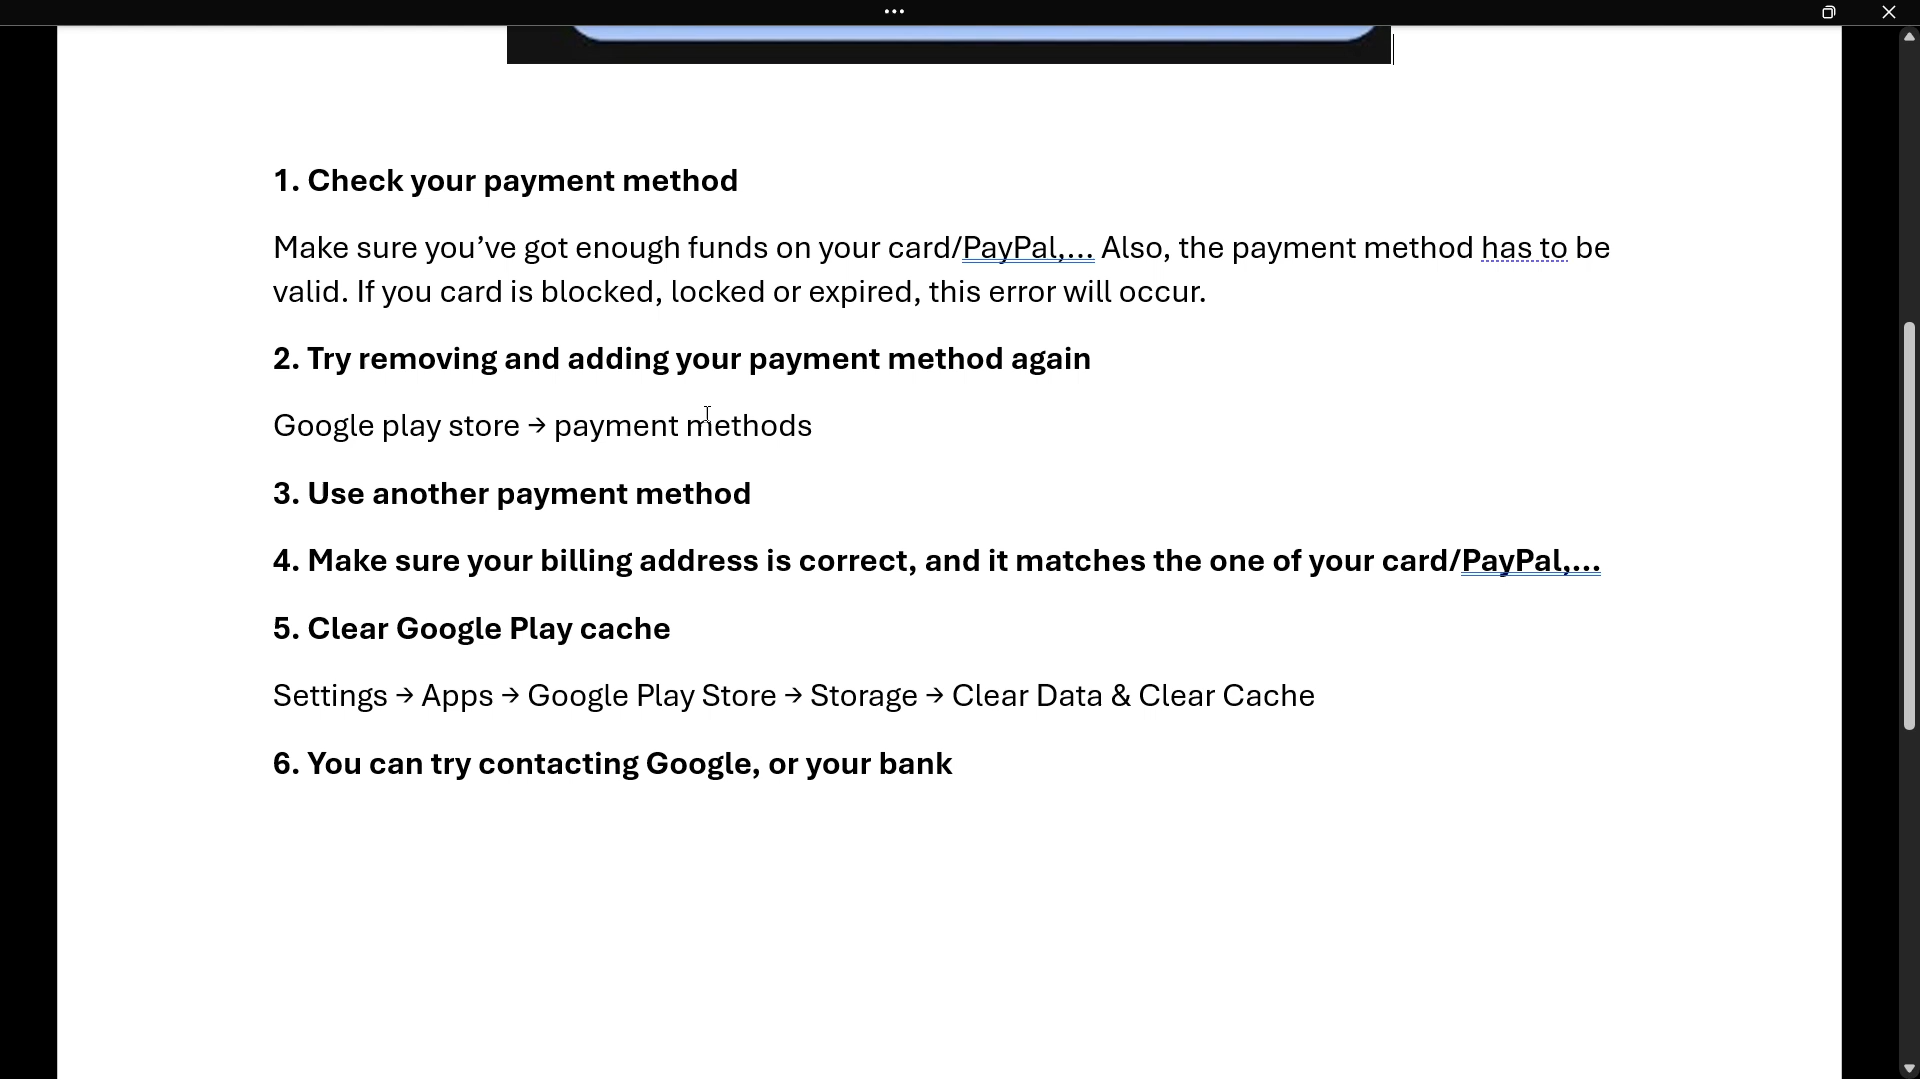 1. Check your payment method
Make sure you’ve got enough funds on your card/PayPal,... Also, the payment method has to be
valid. If you card is blocked, locked or expired, this error will occur.
2. Try removing and adding your payment method again
Google play store → payment methods
3. Use another payment method
4. Make sure your billing address is correct, and it matches the one of your card/PayPal,...
5. Clear Google Play cache
Settings → Apps → Google Play Store → Storage → Clear Data & Clear Cache
6. You can try contacting Google, or your bank